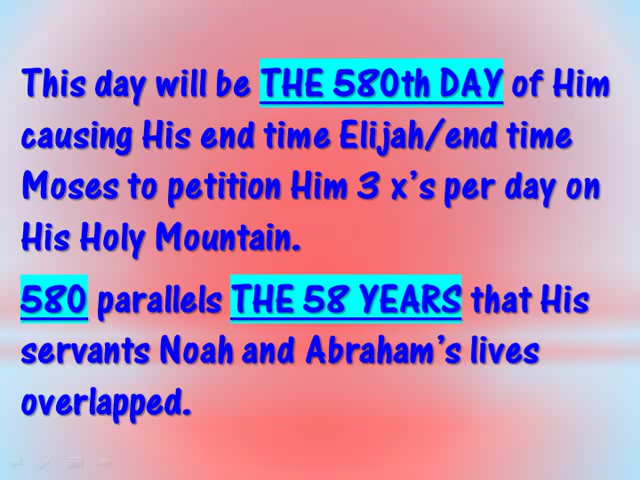 This day will be THE 580th DAY of Him
causing His end time Elijah/end time
Moses to petition Him 3 x's per day on
His Holy Mountain.
580 parallels THE 58 YEARS that His
servants Noah and Abraham's lives
overlapped.